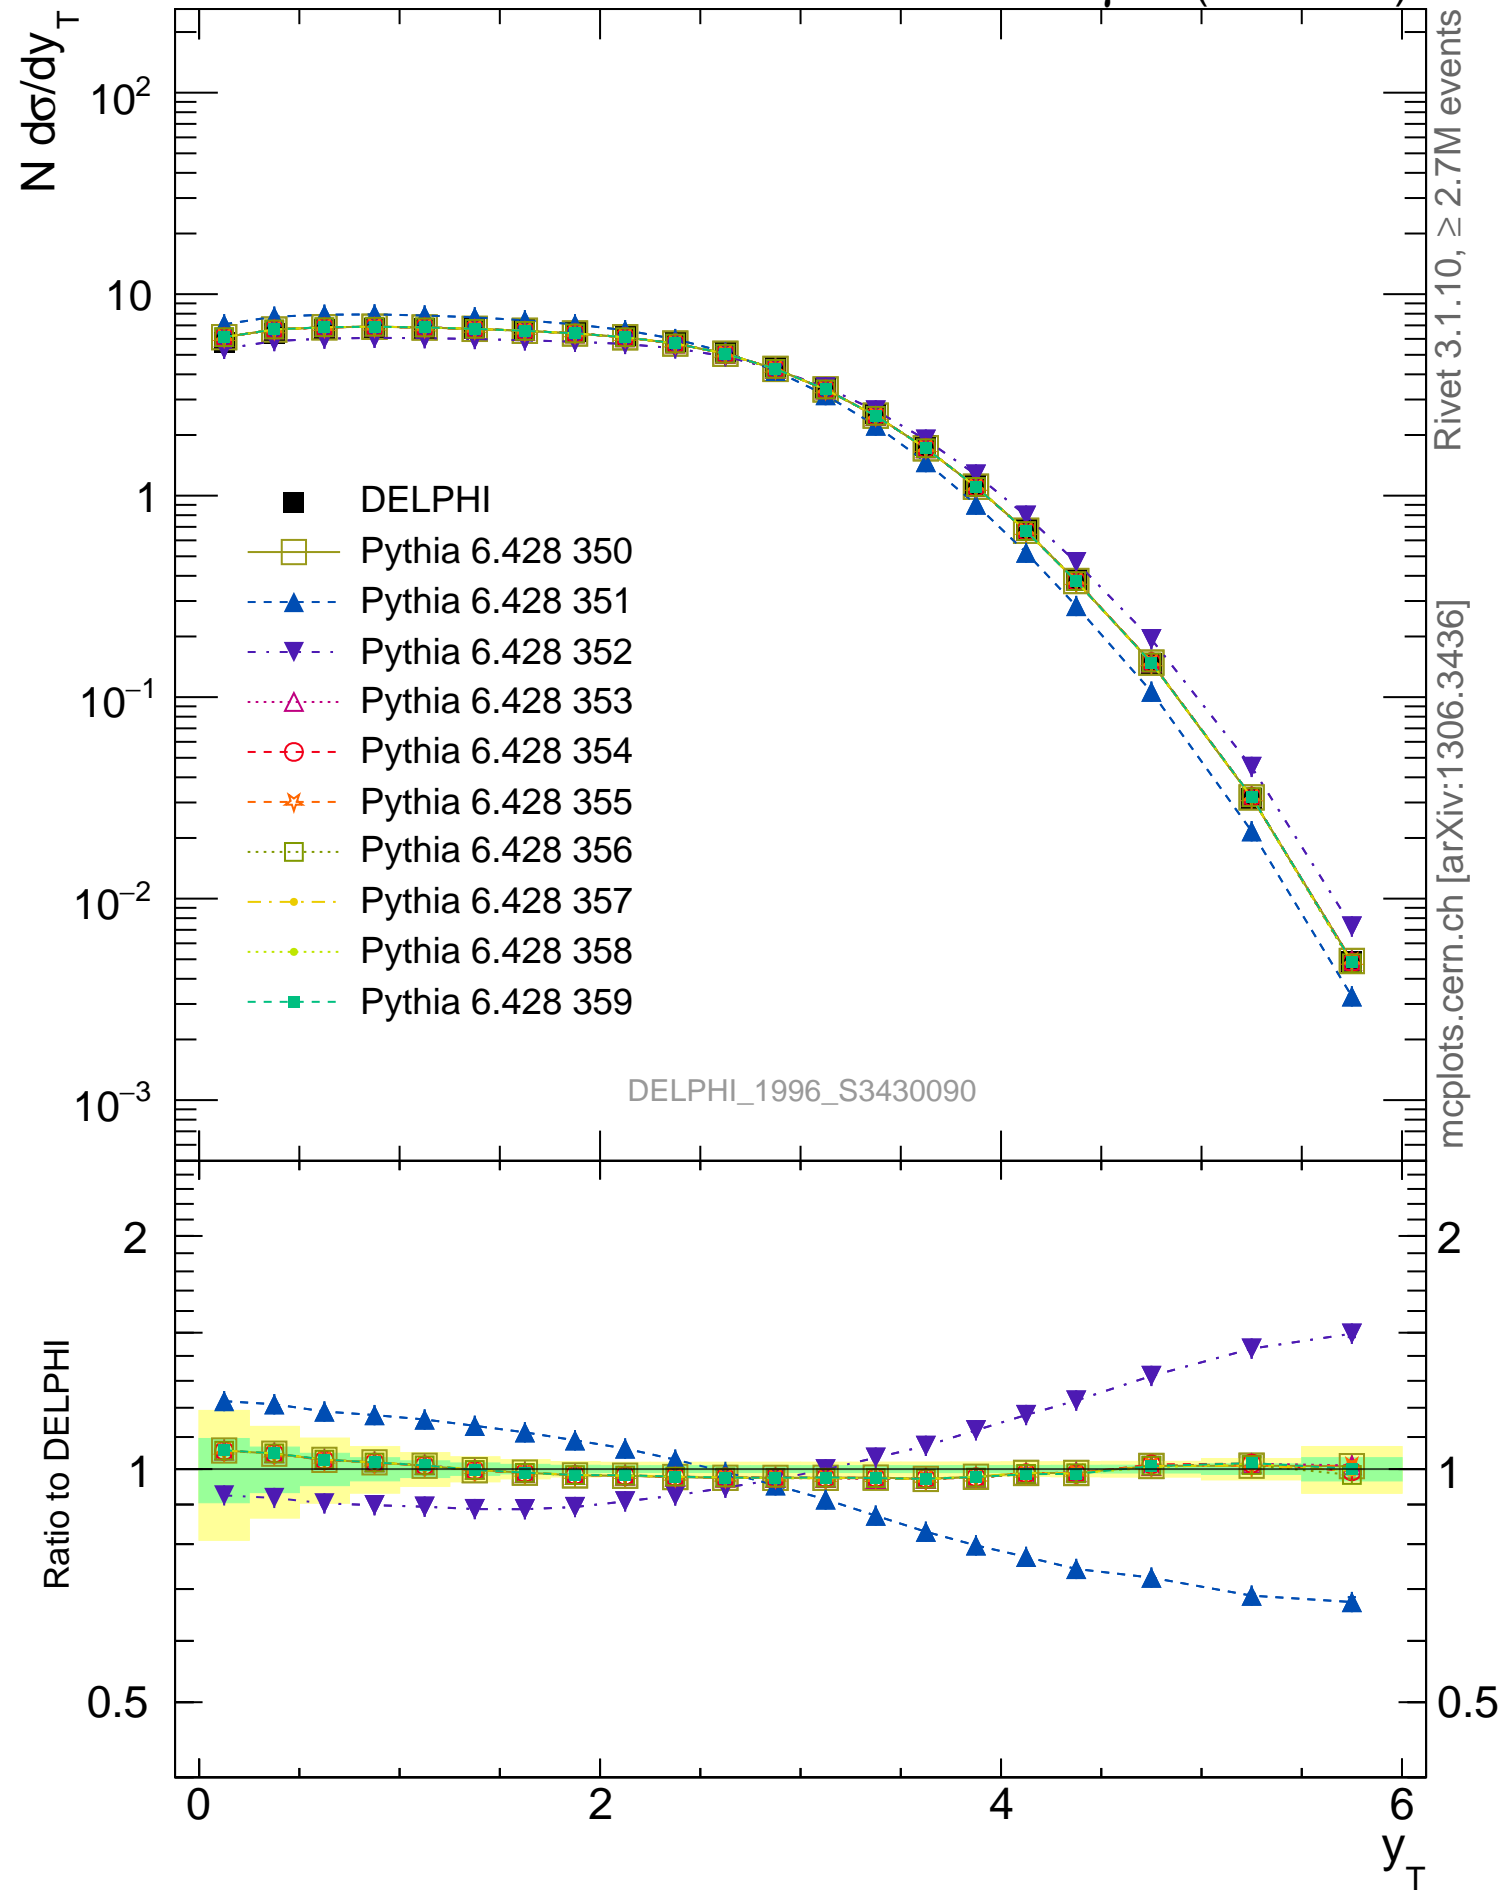 N dσ/dy_T
10²
10
1
10⁻¹
10⁻²
10⁻³
DELPHI
Pythia 6.428 350
Pythia 6.428 351
Pythia 6.428 352
Pythia 6.428 353
Pythia 6.428 354
Pythia 6.428 355
Pythia 6.428 356
Pythia 6.428 357
Pythia 6.428 358
Pythia 6.428 359
DELPHI_1996_S3430090
Rivet 3.1.10, ≥ 2.7M events
mcplots.cern.ch [arXiv:1306.3436]
Ratio to DELPHI
2
1
0.5
2
1
0.5
0 2 4 6
y_T